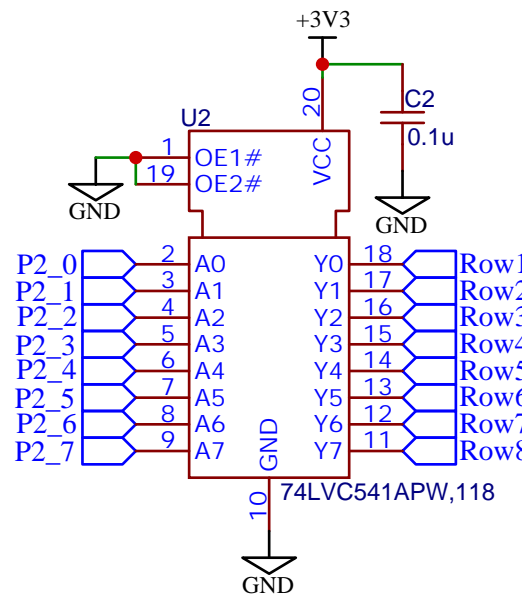 +3V3
U2
20
C2
0.1u
VCC
1 OE1#
19 OE2#
GND
GND
P2_0 2 A0 Y0 18 Row1
P2_1 3 A1 Y1 17 Row2
P2_2 4 A2 Y2 16 Row3
P2_3 5 A3 Y3 15 Row4
P2_4 6 A4 Y4 14 Row5
P2_5 7 A5 Y5 13 Row6
P2_6 8 A6 Y6 12 Row7
P2_7 9 A7 Y7 11 Row8
GND
10
74LVC541APW,118
GND